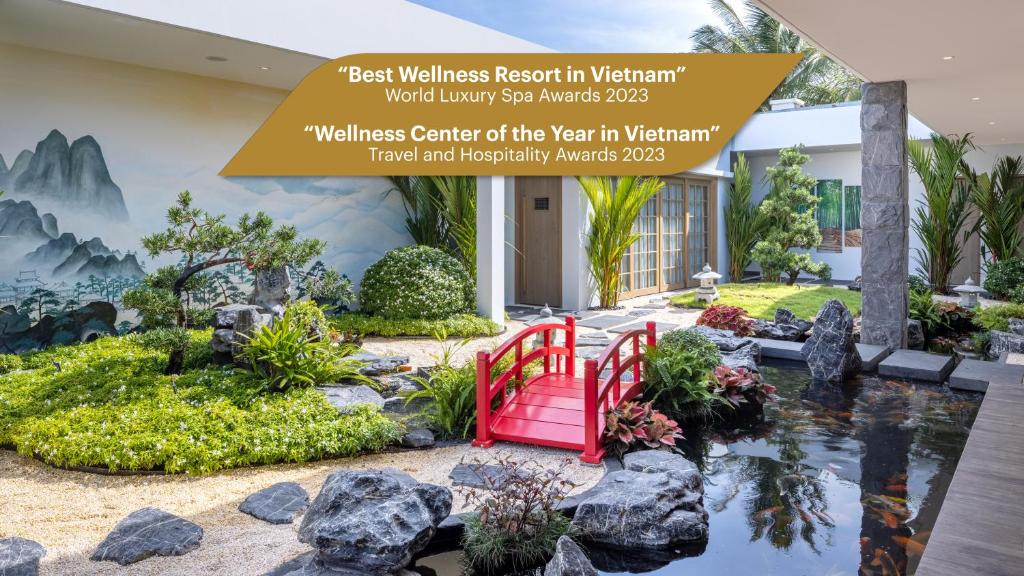 “Best Wellness Resort in Vietnam”
World Luxury Spa Awards 2023
“Wellness Center of the Year in Vietnam”
Travel and Hospitality Awards 2023